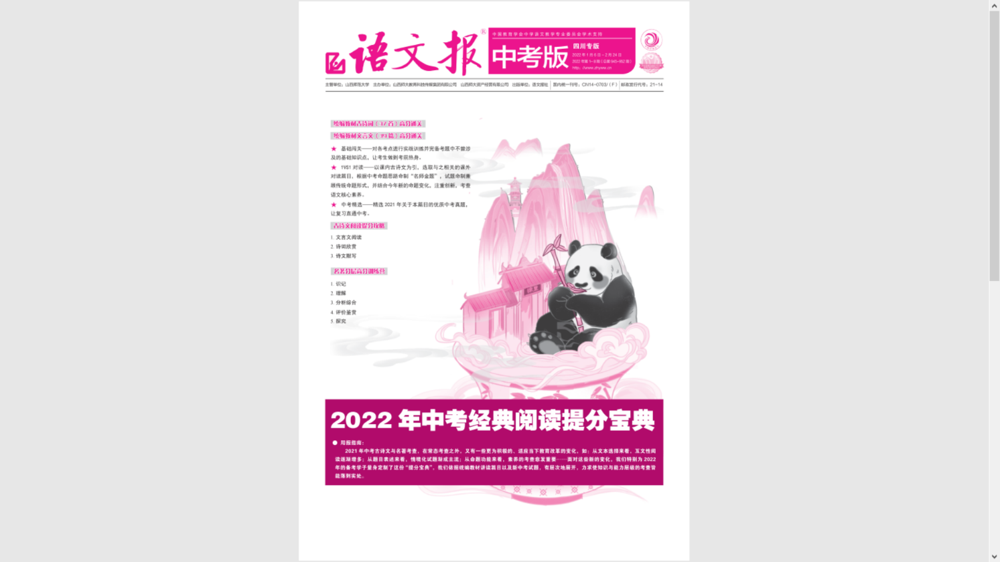 语文报®
中国教育学会中学语文教学专业委员会学术支持
中考版
四川专版
2022年1月6日-2月24日
2022年第1-8期(总第945-952期)
http://www.zhyww.cn
主管单位:山西师范大学 主办单位:山西师大教育科技传媒集团有限公司 山西师大资产经营有限公司 出版单位:语文报社 国内统一刊号:CN14-0703/(F) 邮政发行代号:21-14
统编教材古诗词( 首)高分通关
统编教材文言文( 篇)高分通关
★ 基础闯关——对各考点进行实战训练并完备考题中不曾涉
及的基础知识点,让考生做到考前热身。
★ 1VS1对读——以课内古诗文为引,选取与之相关的课外
对读篇目,根据中考命题思路命制“名师金题”,试题命制兼
顾传统命题形式,并结合今年新的命题变化,注重创新,考查
语文核心素养。
★ 中考精选——精选2021年关于本篇目的优质中考真题,
让复习直通中考。
古诗文阅读提分攻略
1. 文言文阅读
2. 诗词欣赏
3. 诗文默写
名著分层高分训练营
1. 识记
2. 理解
3. 分析综合
4. 评价鉴赏
5. 探究
2022年中考经典阅读提分宝典
● 用报指南:
2021年中考古诗文与名著考查,在常态考查之外,又有一些更为积极的、适应当下教育改革的变化,如:从文本选择来看,互文性阅
读逐渐增多;从题目表述来看,情境化试题渐成主流;从命题功能来看,素养的考查愈发重要……面对这些新的变化,我们特别为2022
年的备考学子量身定制了这份“提分宝典”,我们依据统编教材讲读篇目以及新中考试题,有层次地展开,力求使知识与能力层级的考查皆
能落到实处。